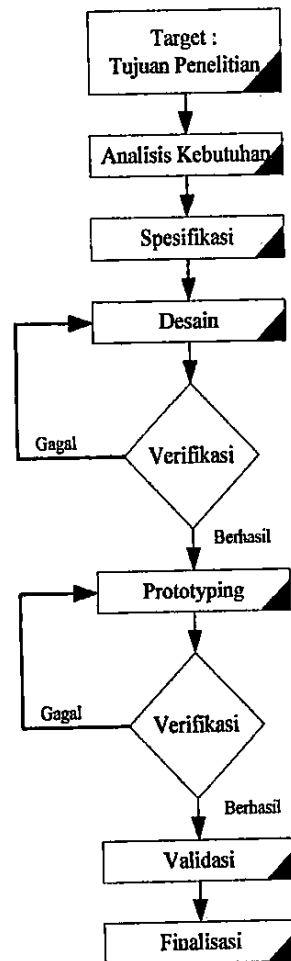 Target :
Tujuan Penelitian
Analisis Kebutuhan
Spesifikasi
Desain
Gagal
Verifikasi
Berhasil
Prototyping
Gagal
Verifikasi
Berhasil
Validasi
Finalisasi